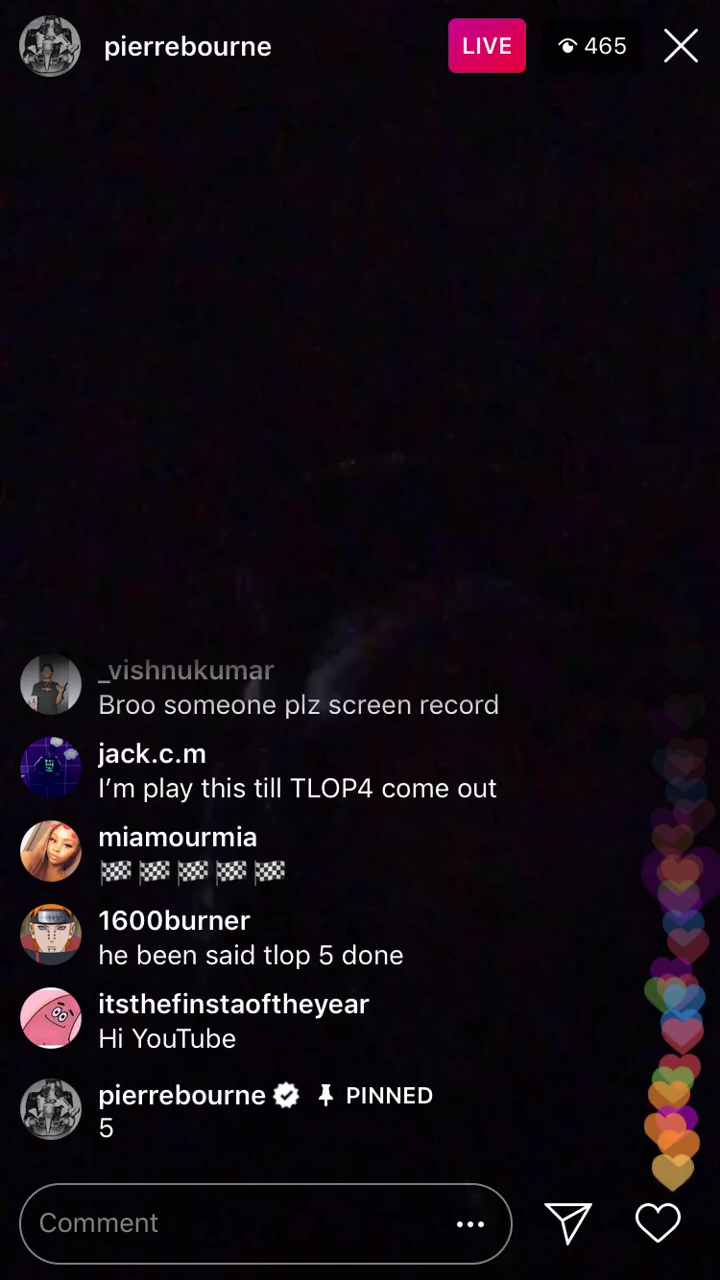 pierrebourne
LIVE
465
_vishnukumar
Broo someone plz screen record
jack.c.m
I’m play this till TLOP4 come out
miamourmia
🏁 🏁 🏁 🏁 🏁
1600burner
he been said tlop 5 done
itsthefinstaoftheyear
Hi YouTube
pierrebourne PINNED
5
Comment